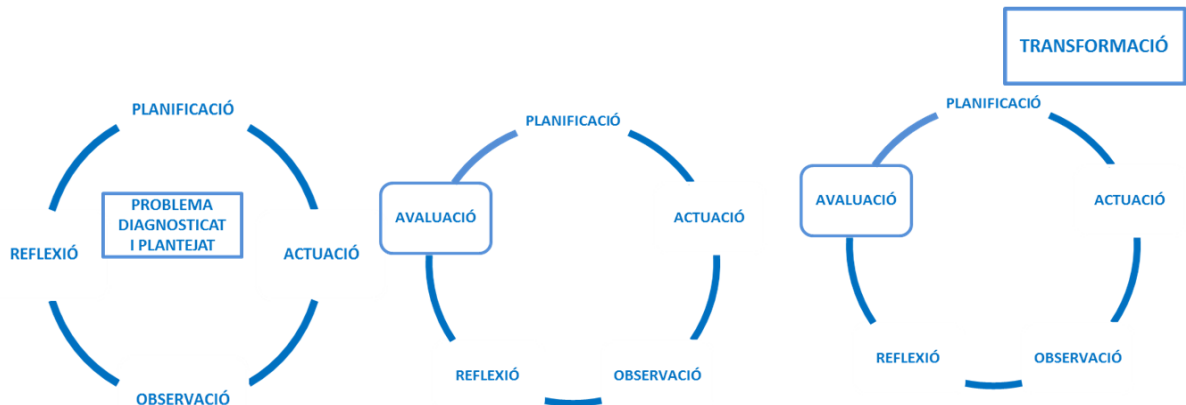 PLANIFICACIÓ
PROBLEMA
DIAGNOSTICAT
I PLANTEJAT
REFLEXIÓ
ACTUACIÓ
OBSERVACIÓ
PLANIFICACIÓ
AVALUACIÓ
ACTUACIÓ
REFLEXIÓ
OBSERVACIÓ
TRANSFORMACIÓ
PLANIFICACIÓ
AVALUACIÓ
ACTUACIÓ
REFLEXIÓ
OBSERVACIÓ